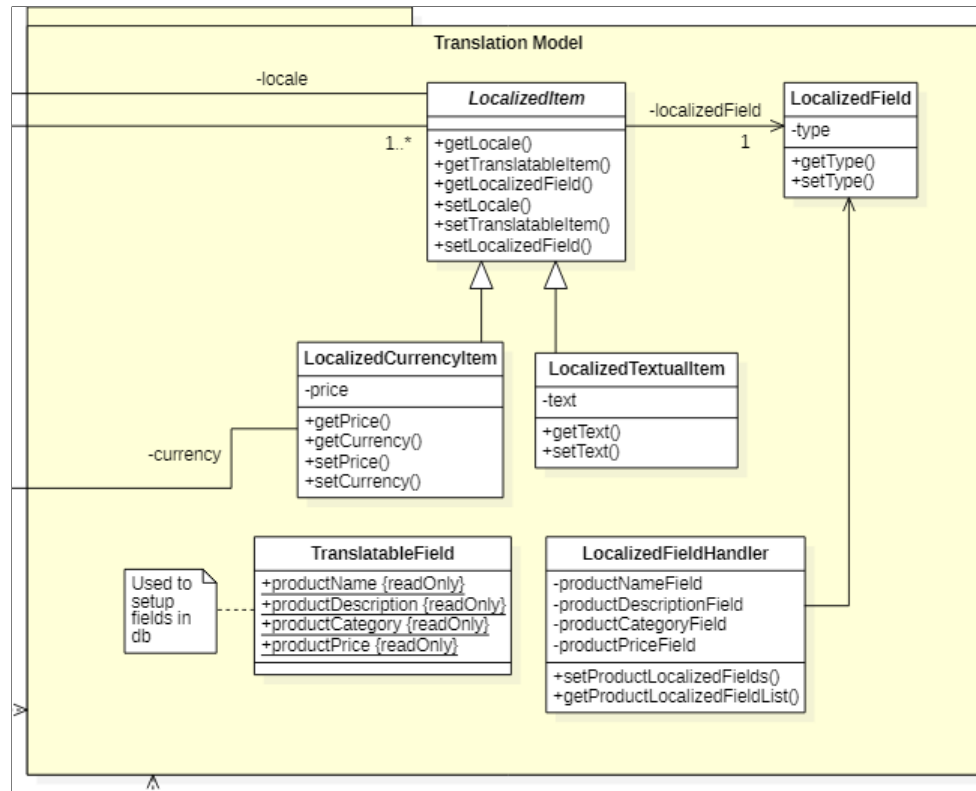 Translation Model
-locale
1..*
LocalizedItem
+getLocale()
+getTranslatableItem()
+getLocalizedField()
+setLocale()
+setTranslatableItem()
+setLocalizedField()
-localizedField
1
LocalizedField
-type
+getType()
+setType()
LocalizedCurrencyItem
-price
+getPrice()
+getCurrency()
+setPrice()
+setCurrency()
-currency
LocalizedTextualItem
-text
+getText()
+setText()
Used to
setup
fields in
db
TranslatableField
+productName {readOnly}
+productDescription {readOnly}
+productCategory {readOnly}
+productPrice {readOnly}
LocalizedFieldHandler
-productNameField
-productDescriptionField
-productCategoryField
-productPriceField
+setProductLocalizedFields()
+getProductLocalizedFieldList()